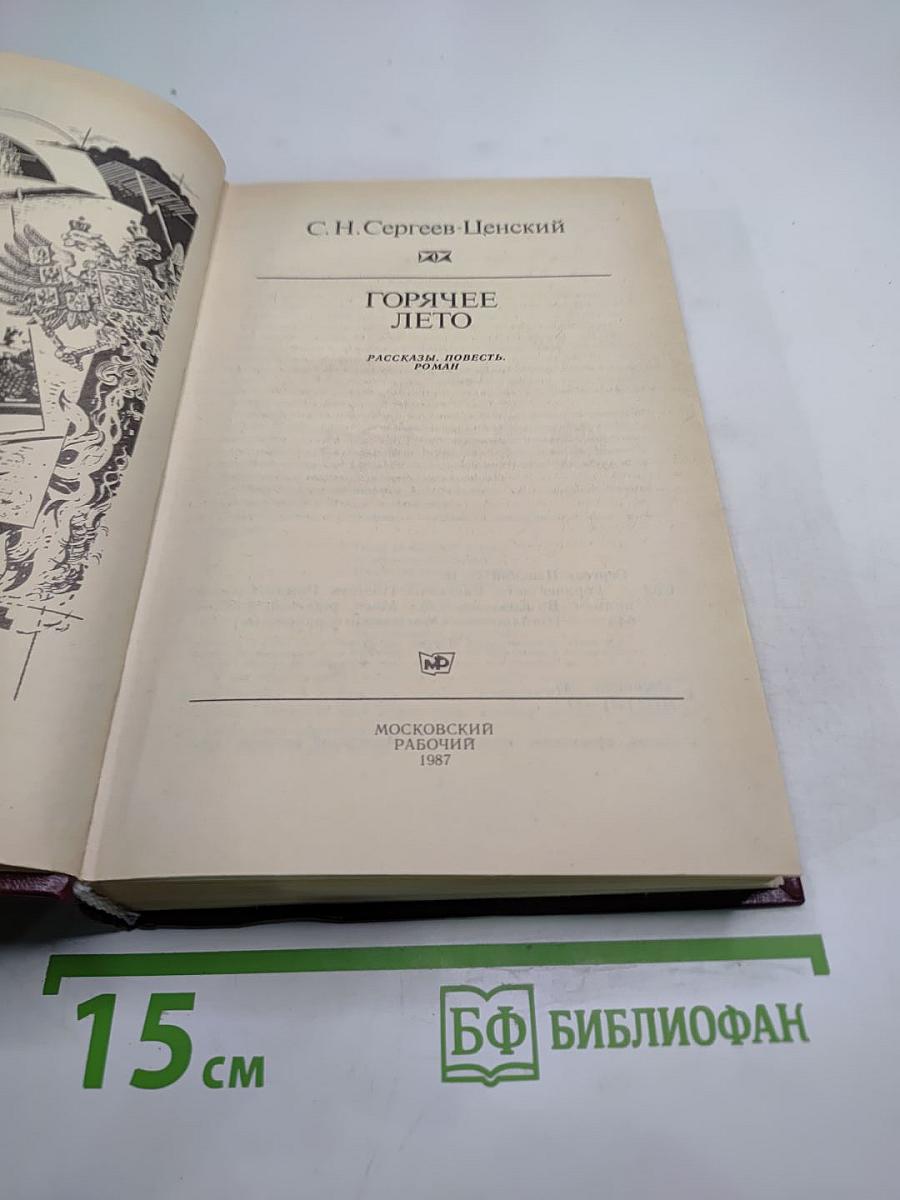 С. Н. Сергеев-Ценский
ГОРЯЧЕЕ
ЛЕТО
РАССКАЗЫ. ПОВЕСТЬ.
РОМАН
МР
МОСКОВСКИЙ
РАБОЧИЙ
1987
15 см
БФ БИБЛИОФАН